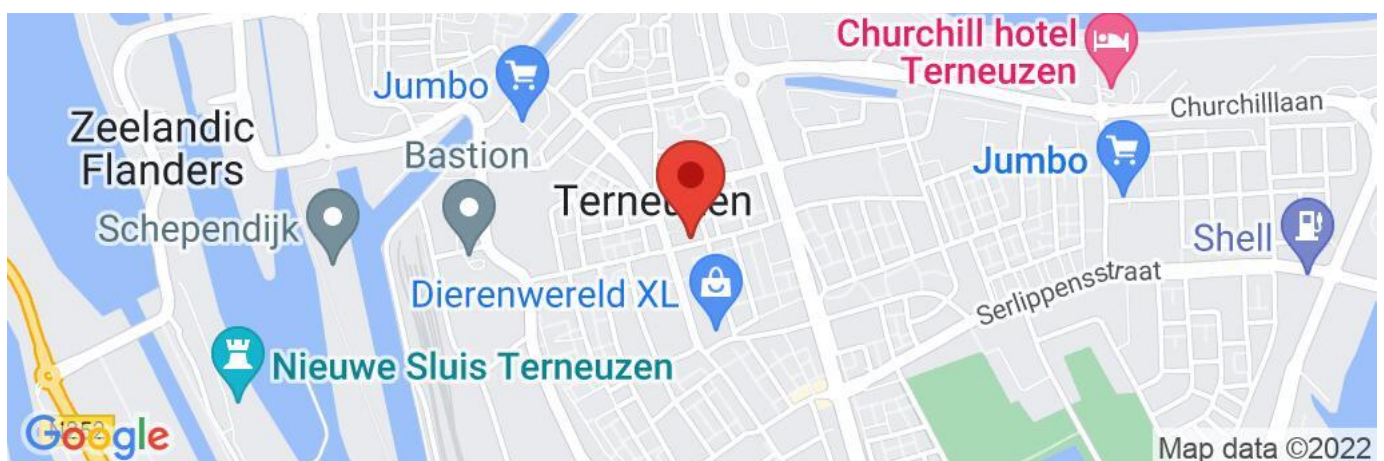 Churchill hotel
Terneuzen
Jumbo
Churchilllaan
Zeelandic
Flanders
Bastion
Jumbo
Terneuzen
Schependijk
Shell
Dierenwereld XL
Serlippensstraat
Nieuwe Sluis Terneuzen
Google
Map data ©2022